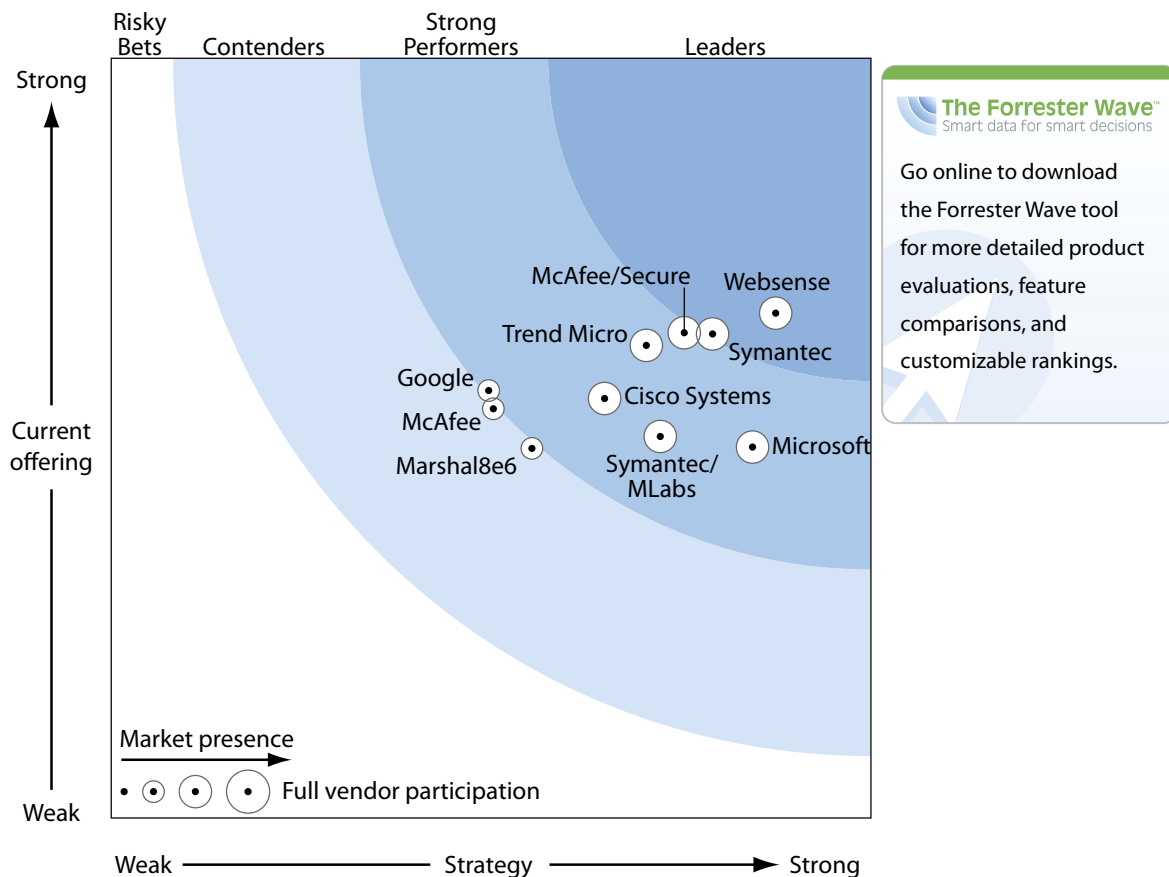 Risky
Bets
Contenders
Strong
Performers
Leaders
Strong
Current
offering
Weak
McAfee/Secure
Websense
Trend Micro
Symantec
Google
McAfee
Cisco Systems
Marshal8e6
Symantec/
MLabs
Microsoft
Market presence
Full vendor participation
Weak
Strategy
Strong
The Forrester Wave™
Smart data for smart decisions
Go online to download
the Forrester Wave tool
for more detailed product
evaluations, feature
comparisons, and
customizable rankings.